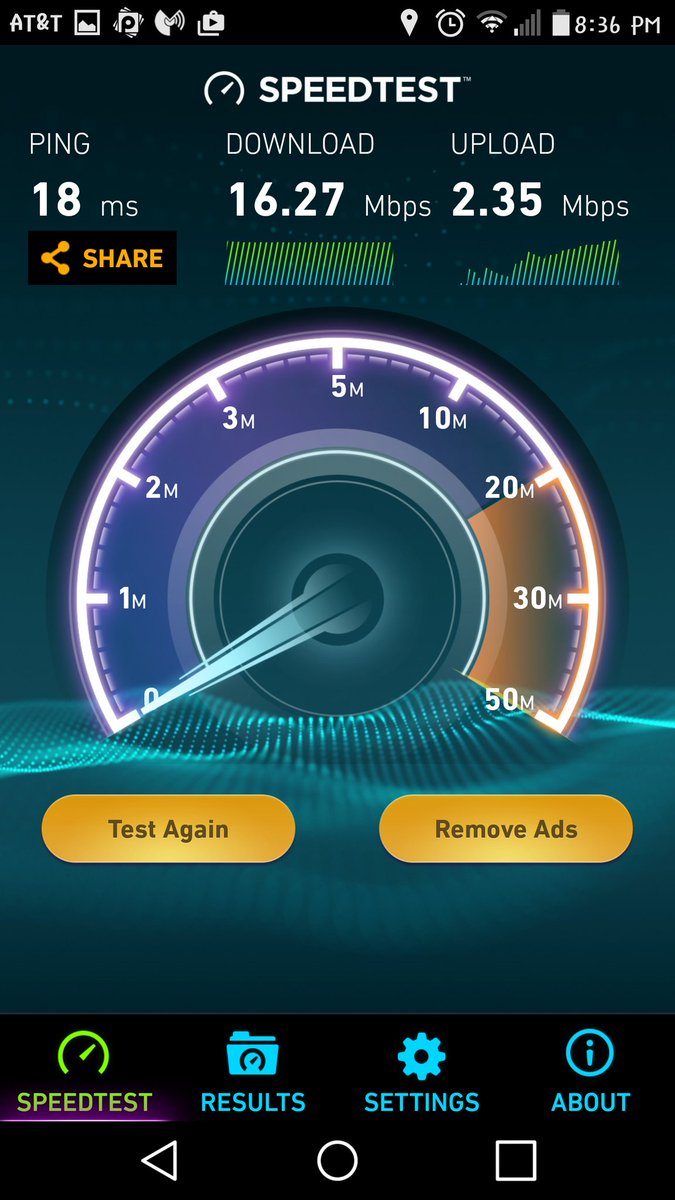 AT&T 8:36 PM
SPEEDTEST™
PING DOWNLOAD UPLOAD
18 ms 16.27 Mbps 2.35 Mbps
SHARE
5M
3M 10M
2M 20M
1M 30M
0 50M
Test Again Remove Ads
SPEEDTEST RESULTS SETTINGS ABOUT